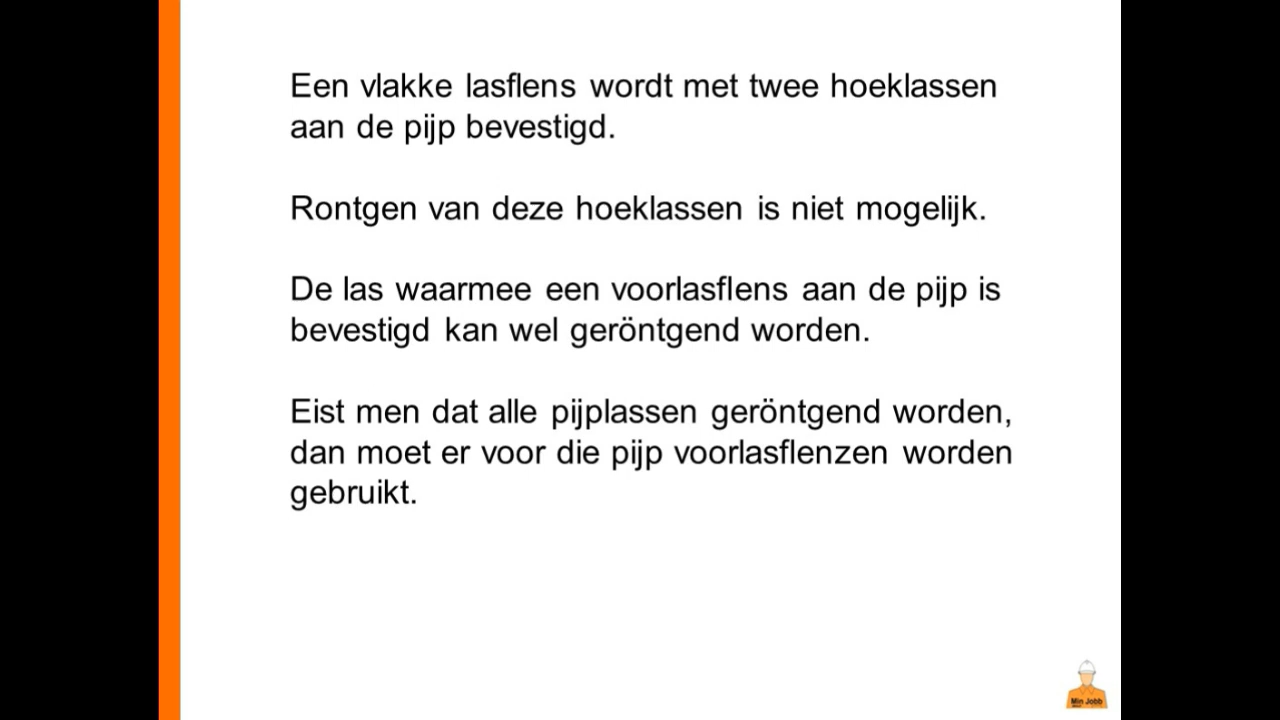 Een vlakke lasflens wordt met twee hoeklassen
aan de pijp bevestigd.
Rontgen van deze hoeklassen is niet mogelijk.
De las waarmee een voorlasflens aan de pijp is
bevestigd kan wel geröntgend worden.
Eist men dat alle pijplassen geröntgend worden,
dan moet er voor die pijp voorlasflenzen worden
gebruikt.
Min Jobb